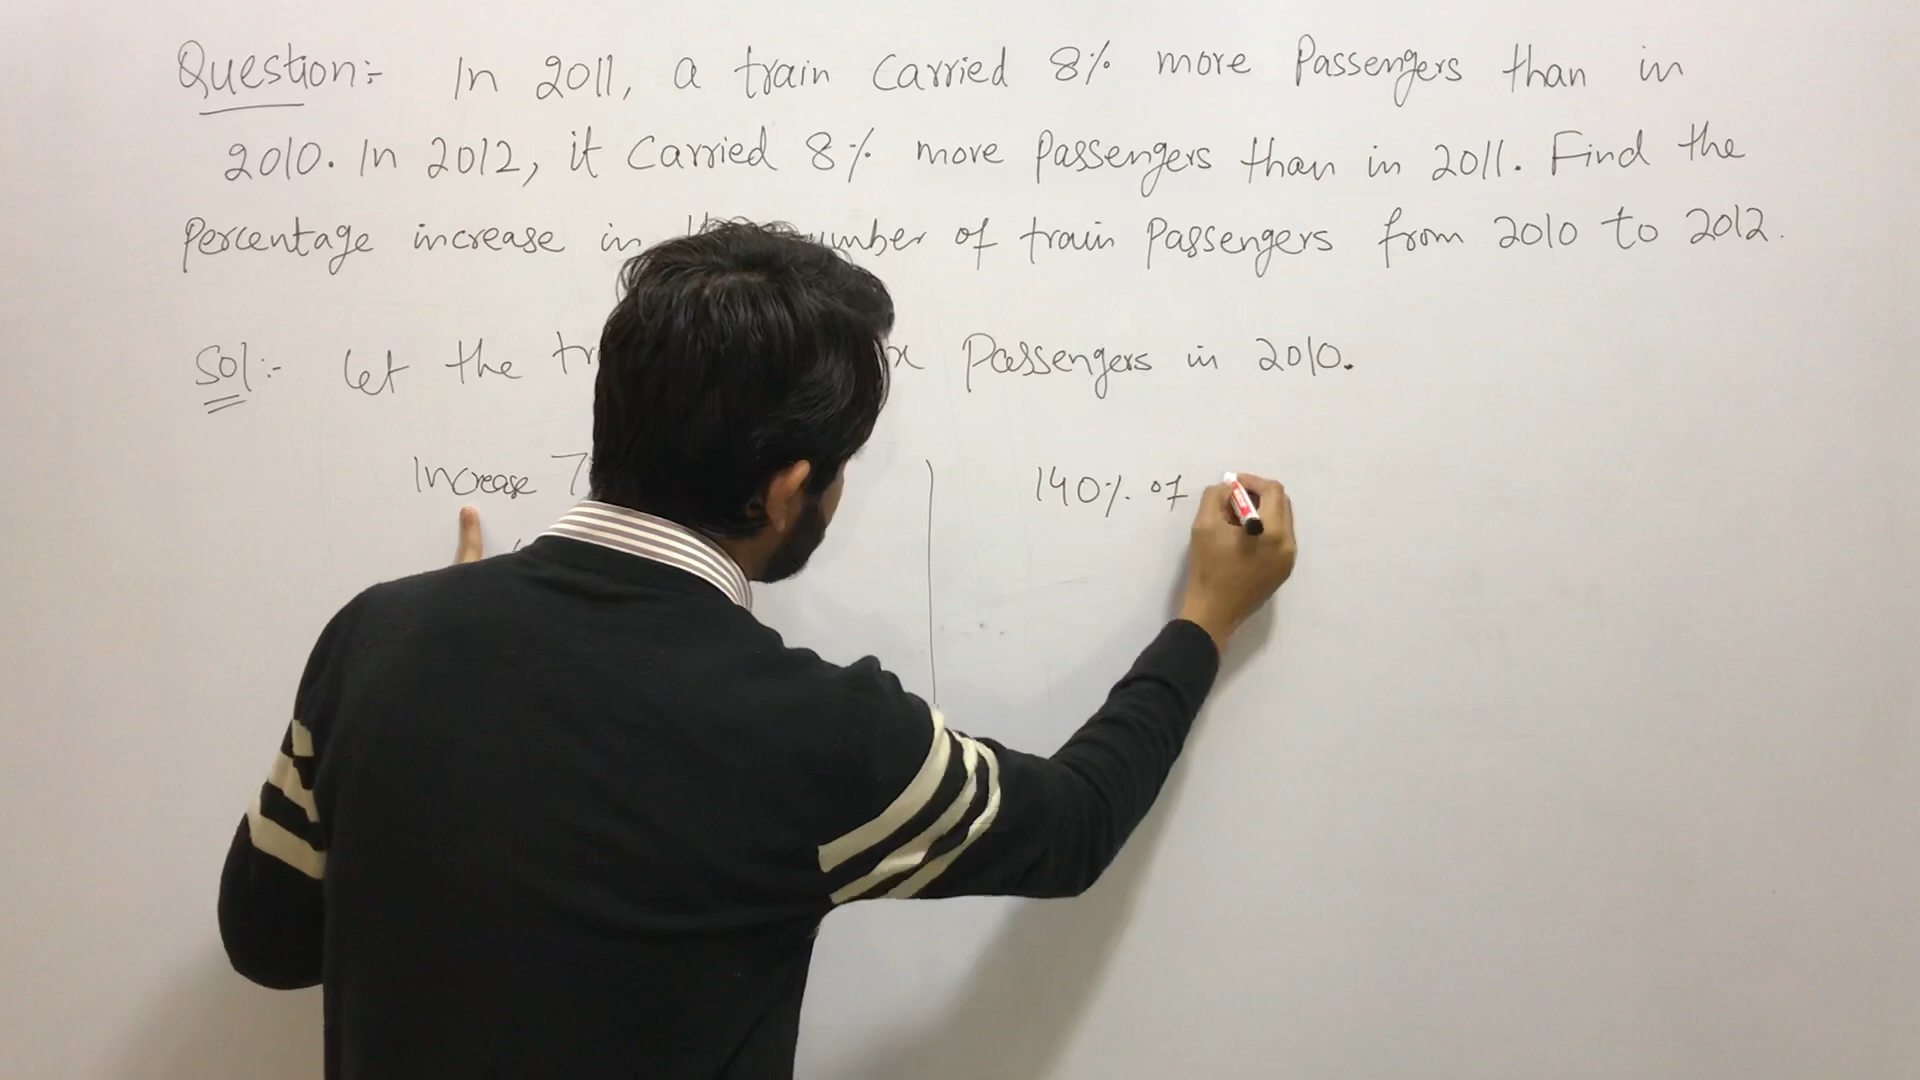 Question:- In 2011, a train carried 8% more Passengers than in
2010. In 2012, it carried 8% more passengers than in 2011. Find the
Percentage increase in number of train Passengers from 2010 to 2012.
Sol:- Let the x Passengers in 2010.
Increase 7
140% of